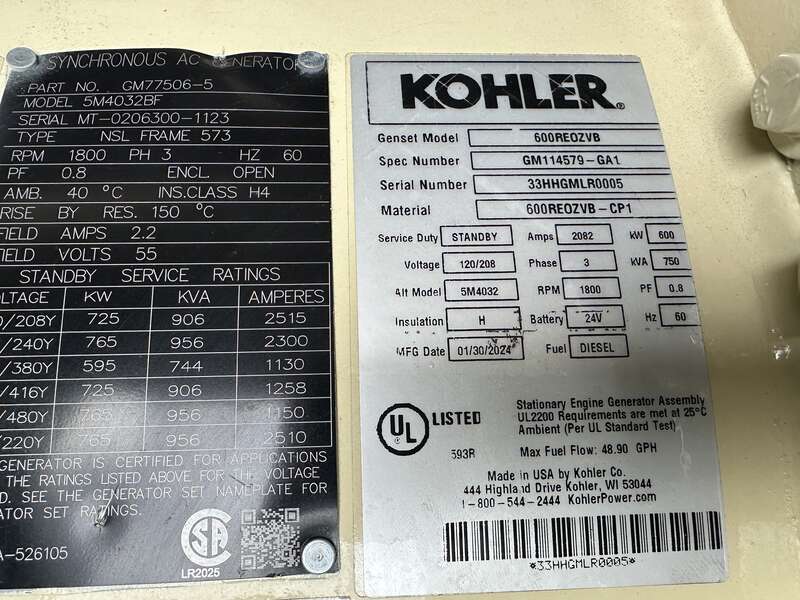 SYNCHRONOUS AC GENERATOR
PART NO. GM77506-5
MODEL 5M4032BF
SERIAL MT-0206300-1123
TYPE NSL FRAME 573
RPM 1800 PH 3 HZ 60
PF 0.8 ENCL. OPEN
AMB. 40 °C INS.CLASS H4
RISE BY RES. 150 °C
FIELD AMPS 2.2
FIELD VOLTS 55
STANDBY SERVICE RATINGS
VOLTAGE KW KVA AMPERES
/208Y 725 906 2515
/240Y 765 956 2300
/380Y 595 744 1130
/416Y 725 906 1258
/480Y 765 956 1150
/220Y 765 956 2510
GENERATOR IS CERTIFIED FOR APPLICATIONS
THE RATINGS LISTED ABOVE FOR THE VOLTAGE
D. SEE THE GENERATOR SET NAMEPLATE FOR
ATOR SET RATINGS.
A-526105
CSA
LR2025
KOHLER®
Genset Model 600REOZVB
Spec Number GM114579-GA1
Serial Number 33HHGMLR0005
Material 600REOZVB-CP1
Service Duty STANDBY Amps 2082 kW 600
Voltage 120/208 Phase 3 kVA 750
Alt Model 5M4032 RPM 1800 PF 0.8
Insulation H Battery 24V Hz 60
MFG Date 01/30/2024 Fuel DIESEL
UL LISTED
593R
Stationary Engine Generator Assembly
UL2200 Requirements are met at 25°C
Ambient (Per UL Standard Test)
Max Fuel Flow: 48.90 GPH
Made in USA by Kohler Co.
444 Highland Drive Kohler, WI 53044
1-800-544-2444 KohlerPower.com
*33HHGMLR0005*